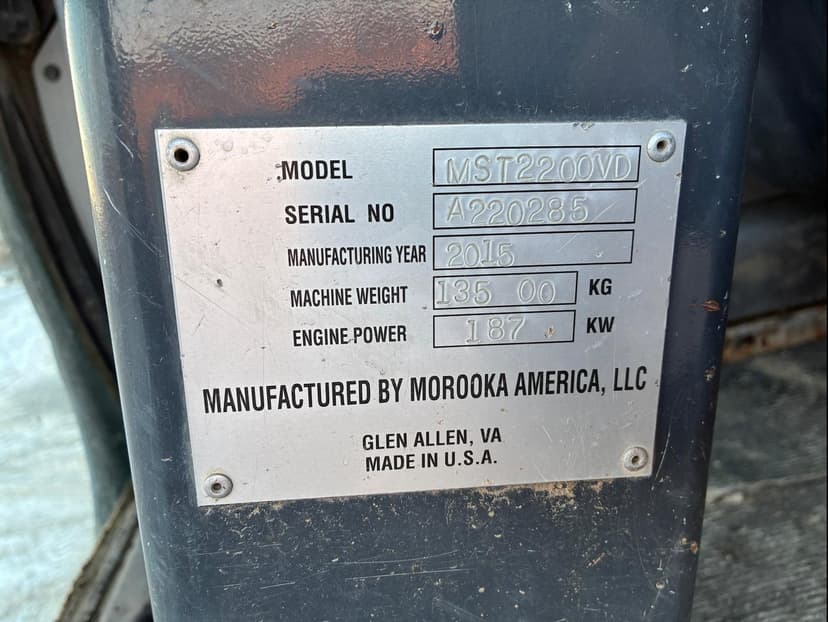 MODEL MST2200VD
SERIAL NO A220285
MANUFACTURING YEAR 2015
MACHINE WEIGHT 135 00 KG
ENGINE POWER 187 KW
MANUFACTURED BY MOROOKA AMERICA, LLC
GLEN ALLEN, VA
MADE IN U.S.A.